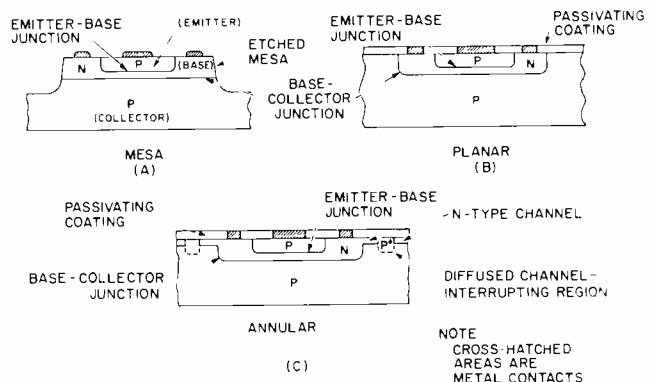 EMITTER-BASE
JUNCTION
(EMITTER)
ETCHED
MESA
N
P
(BASE)
P
(COLLECTOR)
MESA
(A)
EMITTER-BASE
JUNCTION
PASSIVATING
COATING
BASE-
COLLECTOR
JUNCTION
P
N
P
PLANAR
(B)
PASSIVATING
COATING
EMITTER-BASE
JUNCTION
N-TYPE CHANNEL
P
N
P+
BASE-COLLECTOR
JUNCTION
P
DIFFUSED CHANNEL-
INTERRUPTING REGION
ANNULAR
(C)
NOTE
CROSS-HATCHED
AREAS ARE
METAL CONTACTS